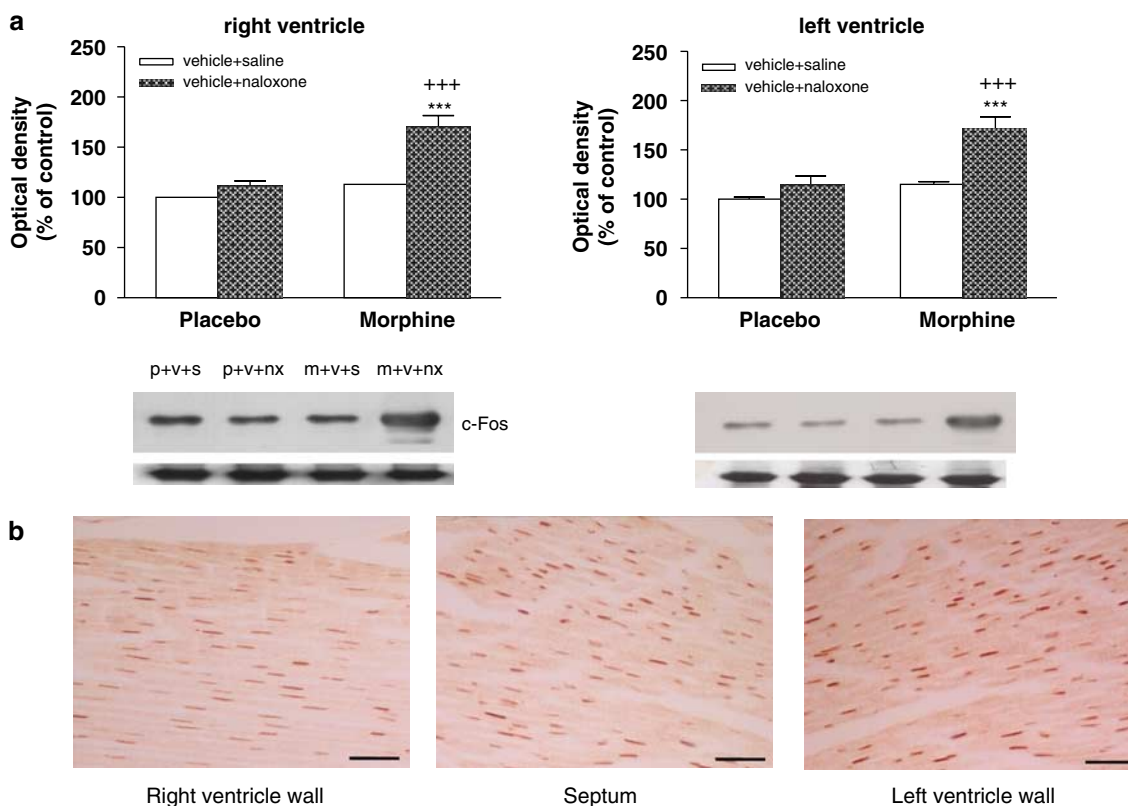 a
right ventricle
250
200
150
100
50
0
Optical density
(% of control)
vehicle+saline
vehicle+naloxone
+++
***
Placebo Morphine
left ventricle
250
200
150
100
50
0
Optical density
(% of control)
vehicle+saline
vehicle+naloxone
+++
***
Placebo Morphine
p+v+s p+v+nx m+v+s m+v+nx
c-Fos
b
Right ventricle wall
Septum
Left ventricle wall